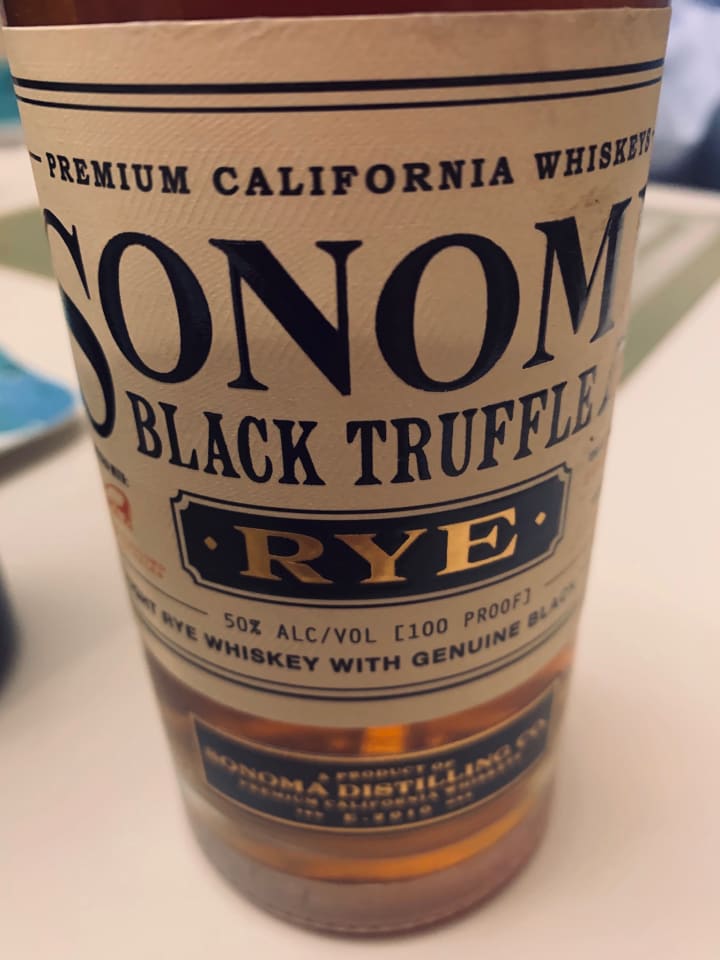 PREMIUM CALIFORNIA WHISKEYS
SONOM
BLACK TRUFFLE
RYE
50% ALC/VOL [100 PROOF]
RYE WHISKEY WITH GENUINE BLACK
A PRODUCT OF
SONOMA DISTILLING CO.
PREMIUM CALIFORNIA WHISKEYS
E·2010